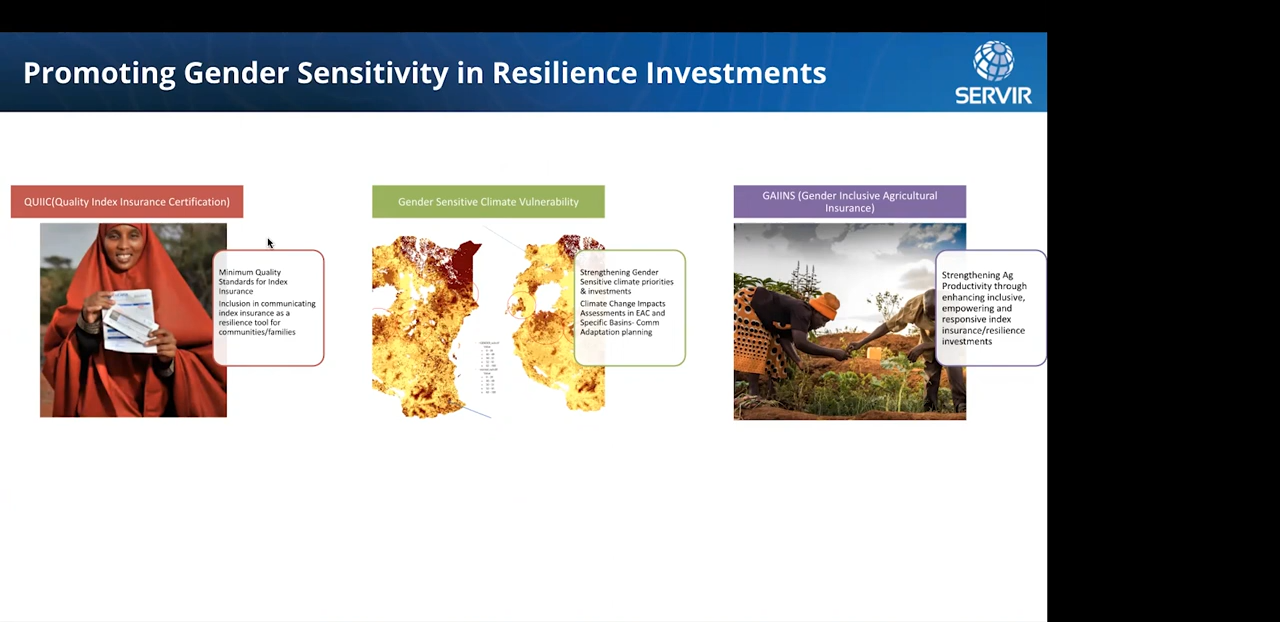 Promoting Gender Sensitivity in Resilience Investments
SERVIR
QUIIC(Quality Index Insurance Certification)
Minimum Quality
Standards for Index
Insurance
Inclusion in communicating
index insurance as a
resilience tool for
communities/families
Gender Sensitive Climate Vulnerability
Strengthening Gender
Sensitive climate priorities
& investments
Climate Change Impacts
Assessments in EAC and
Specific Basins- Comm
Adaptation planning
GAIINS (Gender Inclusive Agricultural
Insurance)
Strengthening Ag
Productivity through
enhancing inclusive,
empowering and
responsive index
insurance/resilience
investments